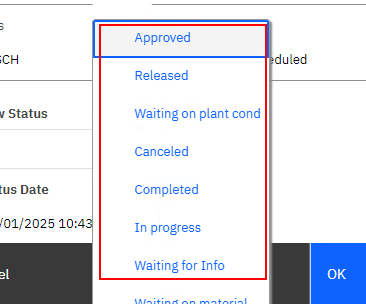 Approved
SCH
eduled
Released
w Status
Waiting on plant cond
Canceled
tus Date
Completed
/01/2025 10:43
In progress
el
Waiting for Info
OK
Waiting on material